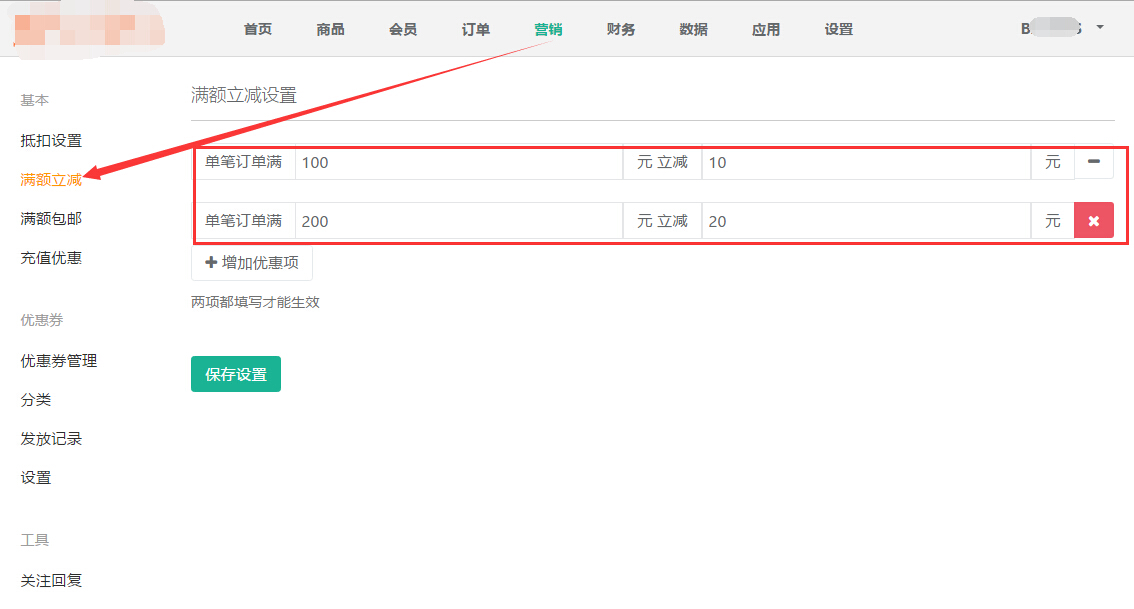 首页 商品 会员 订单 营销 财务 数据 应用 设置
基本
抵扣设置
满额立减
满额包邮
充值优惠
优惠券
优惠券管理
分类
发放记录
设置
工具
关注回复
满额立减设置
单笔订单满 100 元 立减 10 元
单笔订单满 200 元 立减 20 元
增加优惠项
两项都填写才能生效
保存设置